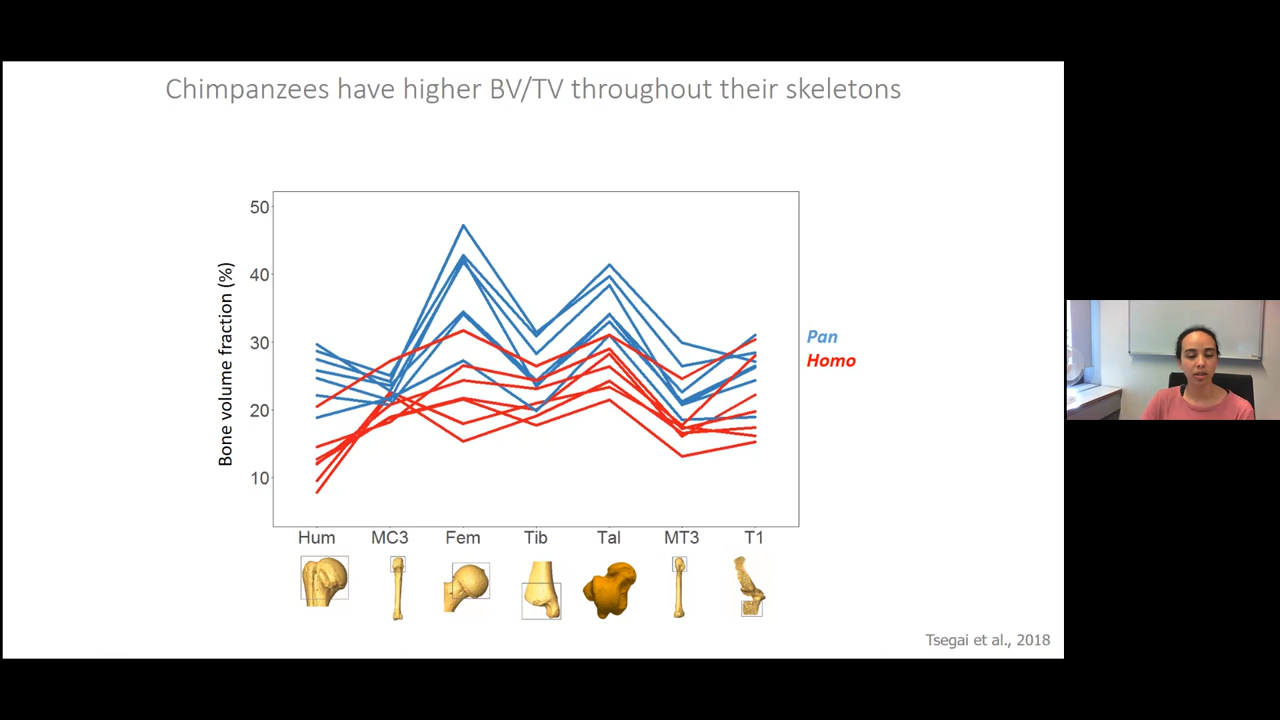 Chimpanzees have higher BV/TV throughout their skeletons
Bone volume fraction (%)
50
40
30
20
10
Pan
Homo
Hum MC3 Fem Tib Tal MT3 T1
Tsegai et al., 2018